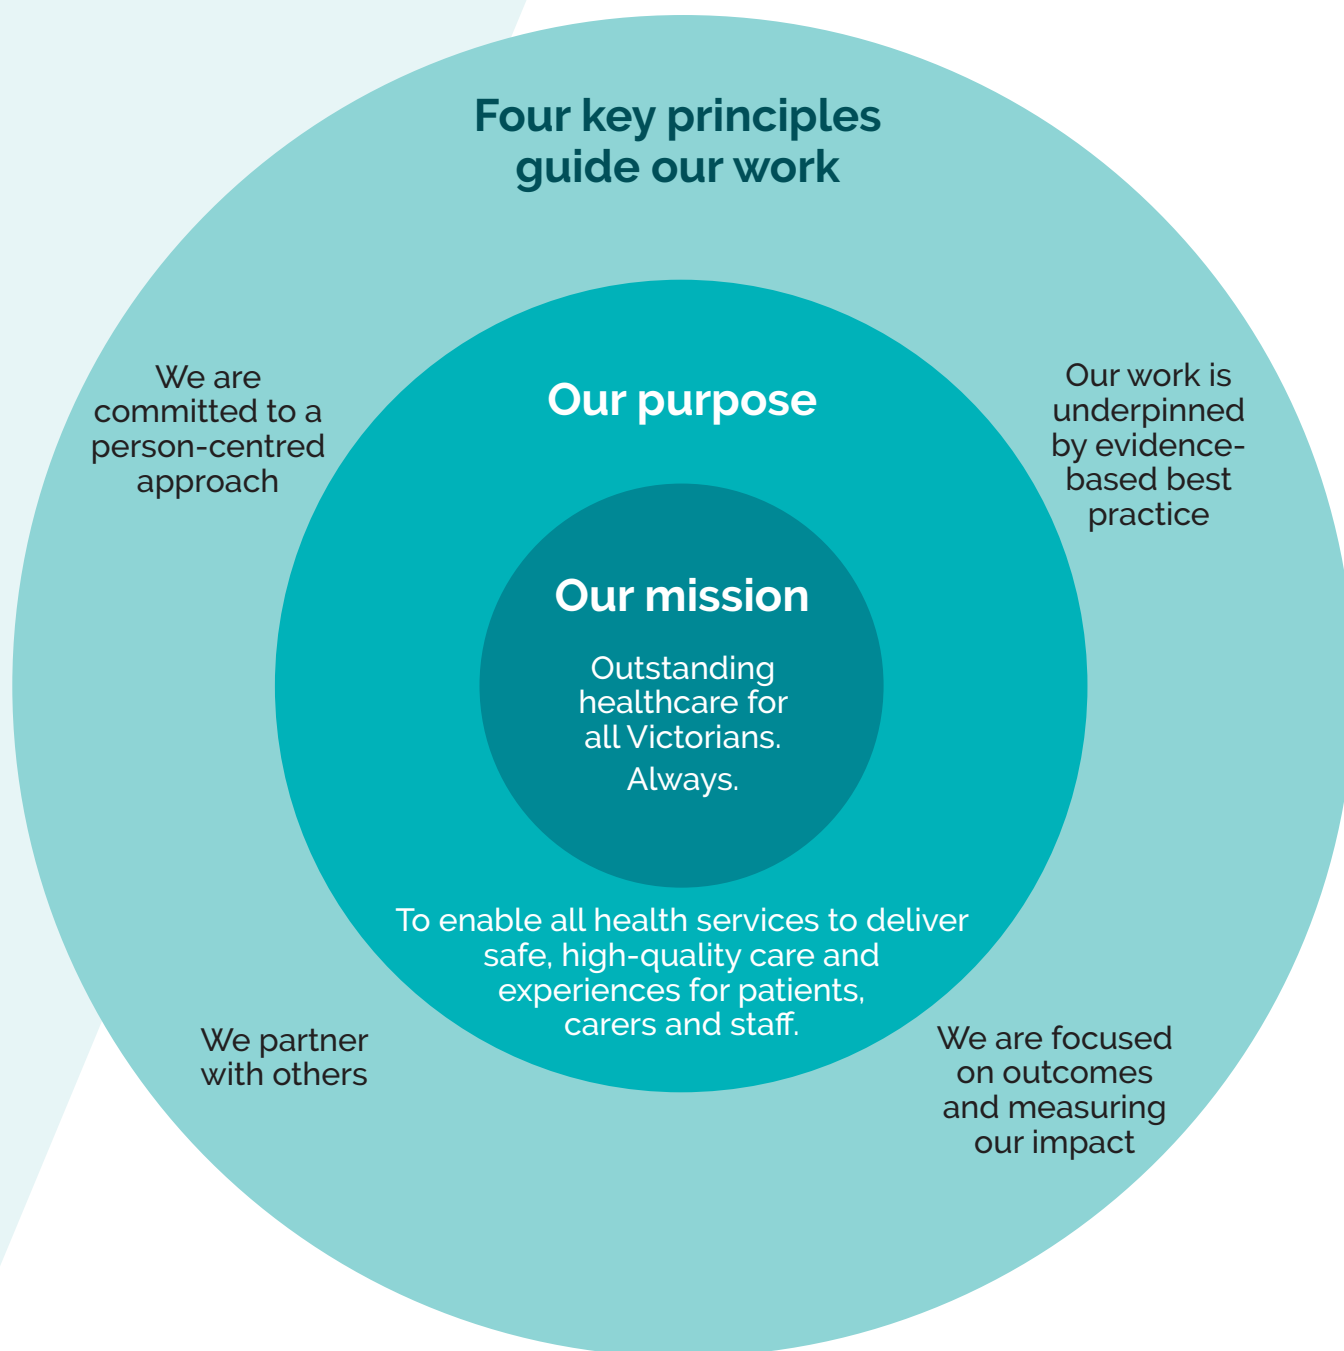 Four key principles
guide our work
We are
committed to a
person-centred
approach
Our work is
underpinned
by evidence-
based best
practice
Our purpose
Our mission
Outstanding
healthcare for
all Victorians.
Always.
To enable all health services to deliver
safe, high-quality care and
experiences for patients,
carers and staff.
We partner
with others
We are focused
on outcomes
and measuring
our impact